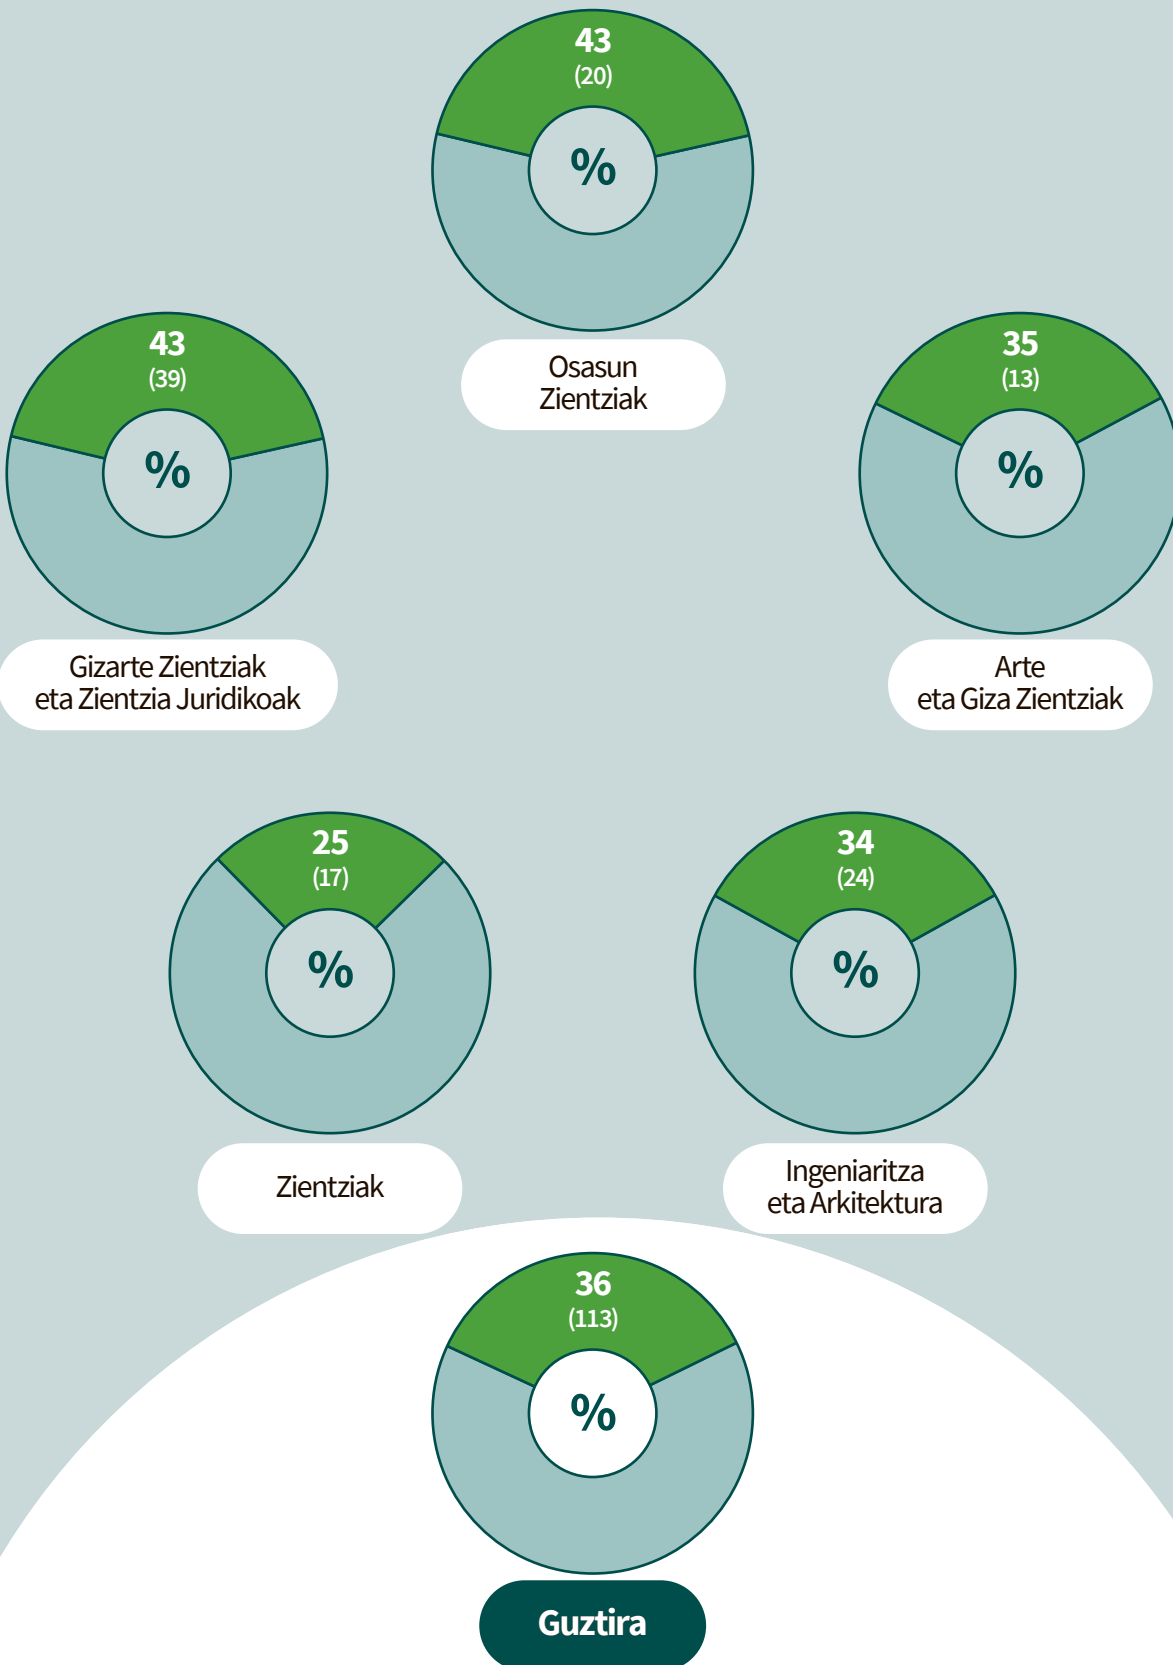 43
(20)
%
Osasun
Zientziak
43
(39)
%
Gizarte Zientziak
eta Zientzia Juridikoak
35
(13)
%
Arte
eta Giza Zientziak
25
(17)
%
Zientziak
34
(24)
%
Ingeniaritza
eta Arkitektura
36
(113)
%
Guztira